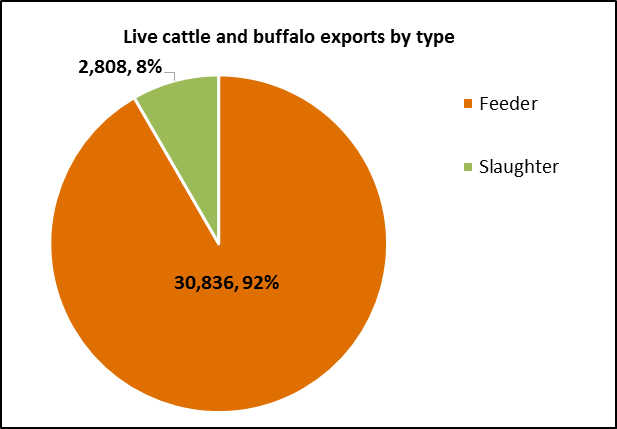 Live cattle and buffalo exports by type
2,808, 8%
Feeder
Slaughter
30,836, 92%